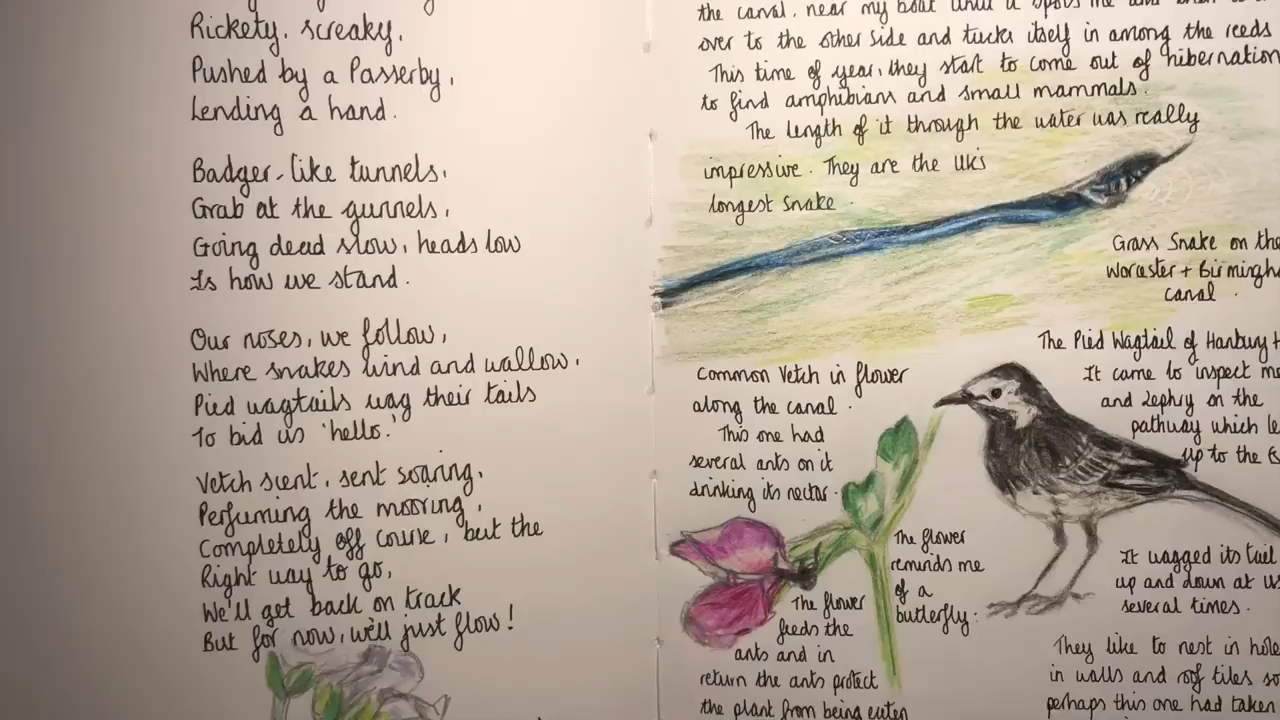 Rickety, screaky,
Pushed by a Passerby,
Lending a hand.
Badger-like tunnels,
Grab at the gunnels,
Going dead slow, heads low
Is how we stand.
Our noses, we follow,
Where snakes wind and wallow,
Pied wagtails wag their tails
To bid us 'hello.'
Vetch scent, sent soaring,
Perfuming the mooring,
Completely off course, but the
Right way to go,
We'll get back on track
But for now, we'll just flow!
the canal, near my boat until it spots me and then
over to the other side and tucks itself in among the reeds
This time of year, they start to come out of hibernation
to find amphibians and small mammals.
The length of it through the water was really
impressive. They are the UK's
longest snake.
Grass Snake on the
Worcester + Birmingh
canal.
Common Vetch in flower
along the canal.
This one had
several ants on it
drinking its nectar.
The flower
reminds me
of a
butterfly:
The flower
feeds the
ants and in
return the ants protect
the plant from being eaten
The Pied Wagtail of Hanbury
It came to inspect me
and Zephry on the
pathway which le
up to the
It wagged its tail
up and down at us
several times.
They like to nest in hole
in walls and roof tiles so
perhaps this one had taken